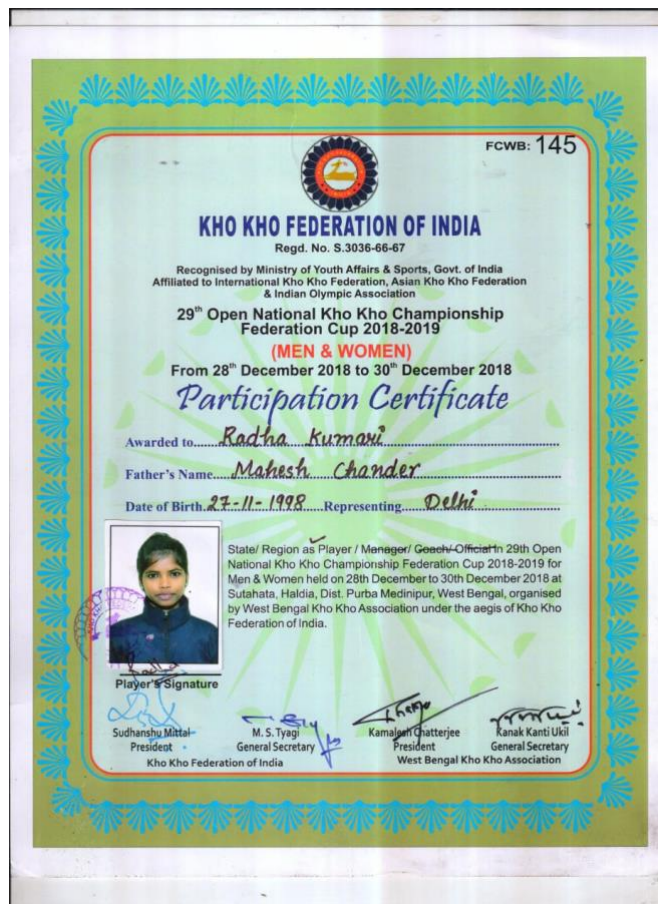 FCWB: 145
KHO KHO FEDERATION OF INDIA
Regd. No. S.3036-66-67
Recognised by Ministry of Youth Affairs & Sports, Govt. of India
Affiliated to International Kho Kho Federation, Asian Kho Kho Federation
& Indian Olympic Association
29th Open National Kho Kho Championship
Federation Cup 2018-2019
(MEN & WOMEN)
From 28th December 2018 to 30th December 2018
Participation Certificate
Awarded to Radha Kumari
Father's Name Mahesh Chander
Date of Birth 27-11-1998 Representing Delhi
State/ Region as Player / Manager/ Coach/ Official in 29th Open
National Kho Kho Championship Federation Cup 2018-2019 for
Men & Women held on 28th December to 30th December 2018 at
Sutahata, Haldia, Dist. Purba Medinipur, West Bengal, organised
by West Bengal Kho Kho Association under the aegis of Kho Kho
Federation of India.
Radha
Player's Signature
Sudhanshu Mittal
President
M. S. Tyagi
General Secretary
Kho Kho Federation of India
Kamalesh Chatterjee
President
Kanak Kanti Ukil
General Secretary
West Bengal Kho Kho Association